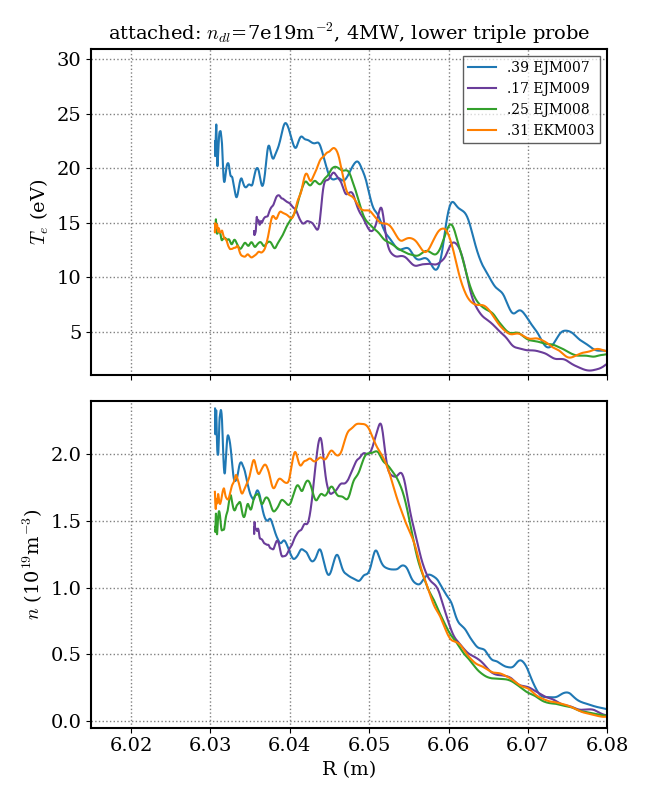 attached: n_dl=7e19m⁻², 4MW, lower triple probe
30
25
20
15
10
5
T_e (eV)
.39 EJM007
.17 EJM009
.25 EJM008
.31 EKM003
2.0
1.5
1.0
0.5
0.0
n (10¹⁹m⁻³)
6.02 6.03 6.04 6.05 6.06 6.07 6.08
R (m)